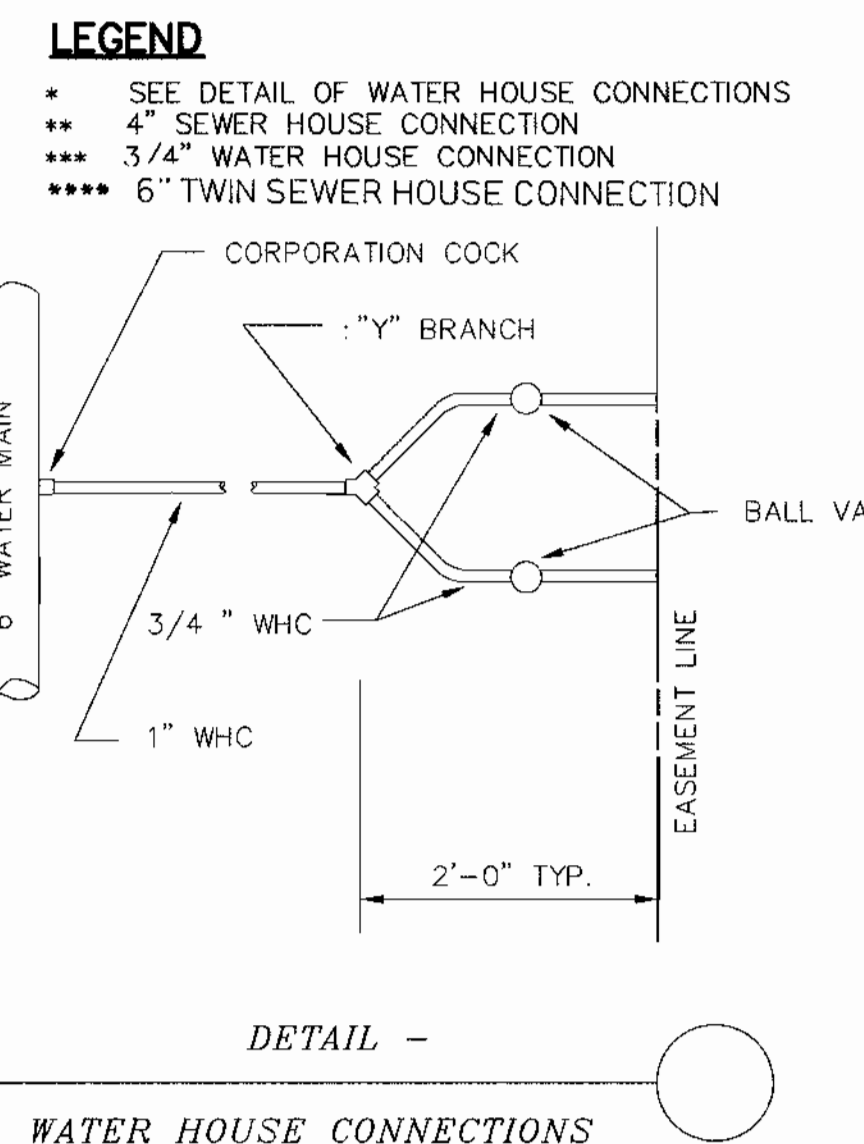 LEGEND
* SEE DETAIL OF WATER HOUSE CONNECTIONS
** 4" SEWER HOUSE CONNECTION
*** 3/4" WATER HOUSE CONNECTION
**** 6" TWIN SEWER HOUSE CONNECTION
CORPORATION COCK
:"Y" BRANCH
WATER MAIN
BALL VA
3/4 " WHC
1" WHC
EASEMENT LINE
2'-0" TYP.
DETAIL -
WATER HOUSE CONNECTIONS